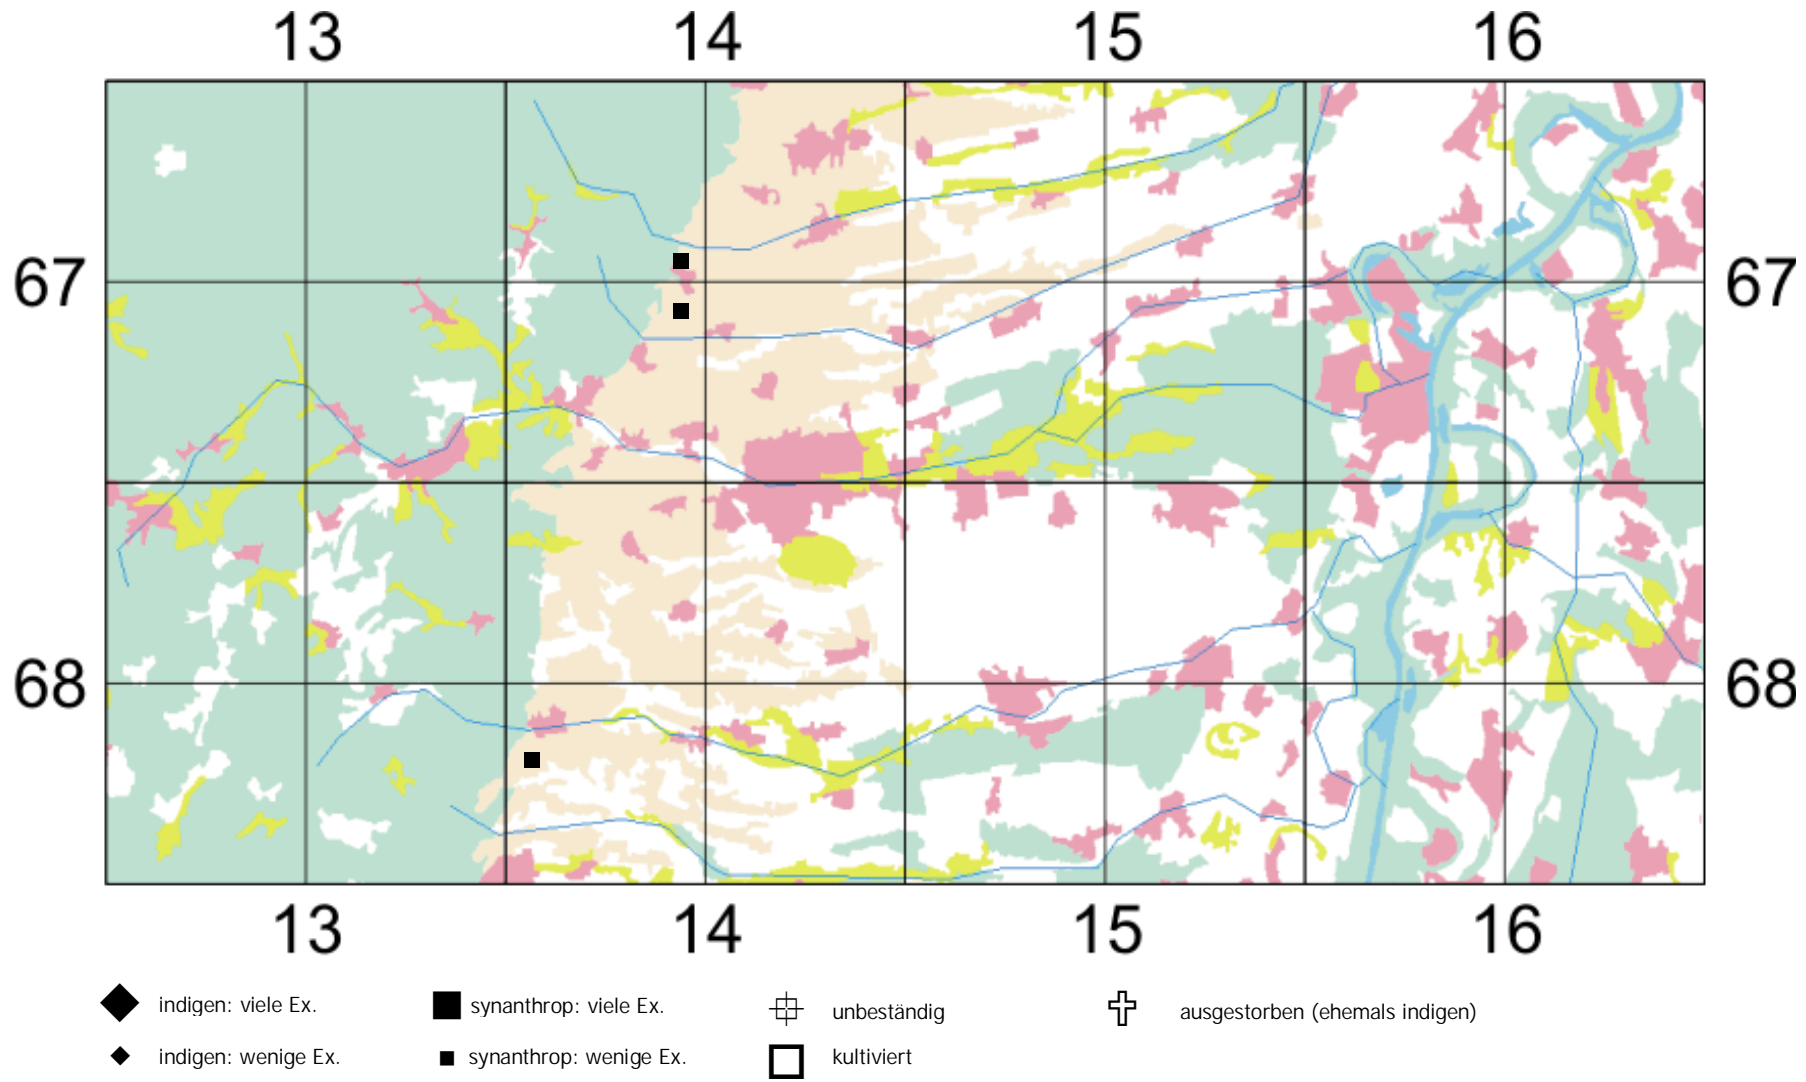 13 14 15 16
67 67
68 68
13 14 15 16
indigen: viele Ex. synanthrop: viele Ex. unbeständig ausgestorben (ehemals indigen)
indigen: wenige Ex. synanthrop: wenige Ex. kultiviert